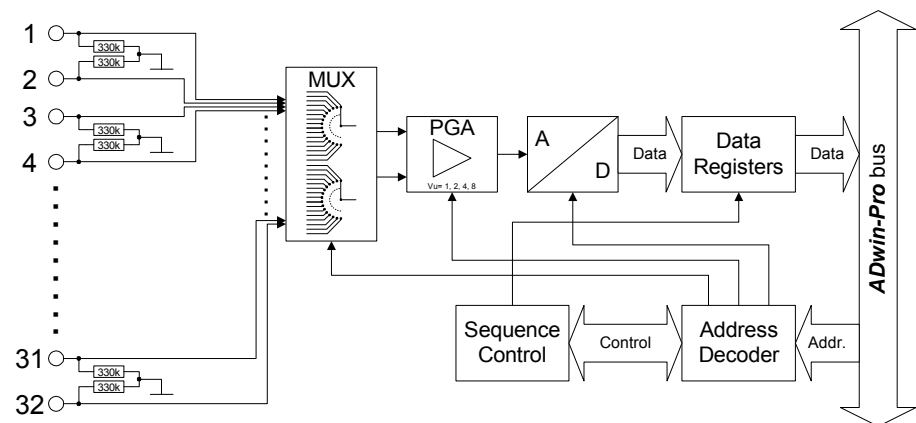 1
330k
330k
2
3
330k
330k
4
31
330k
330k
32
MUX
PGA
Vu= 1, 2, 4, 8
A
D
Data
Data
Registers
Data
Sequence
Control
Control
Address
Decoder
Addr.
ADwin-Pro bus